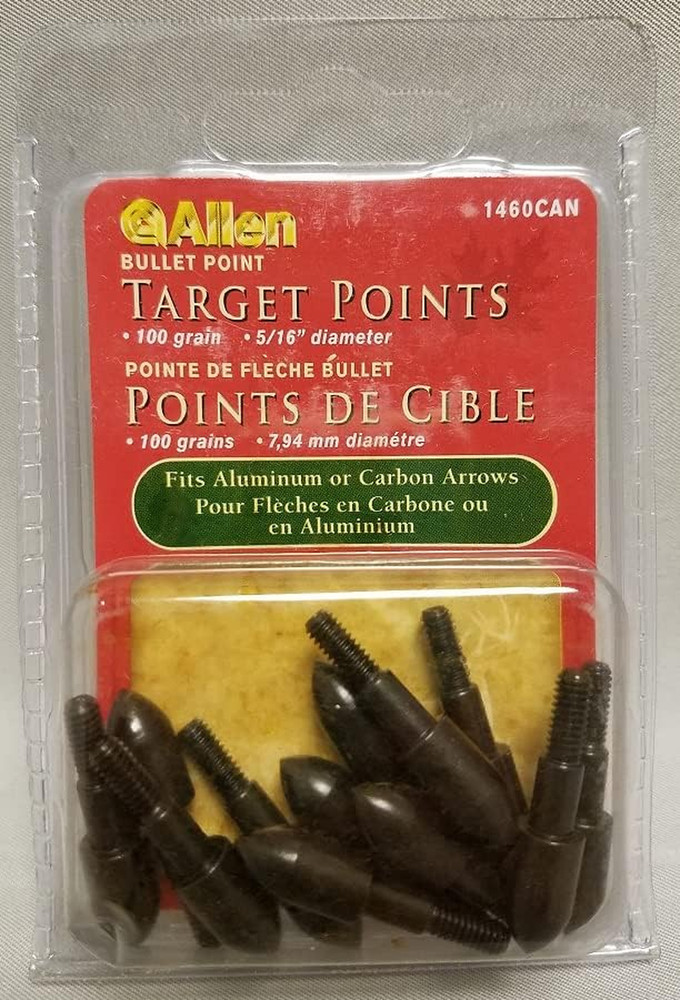 Allen
1460CAN
BULLET POINT
TARGET POINTS
• 100 grain • 5/16" diameter
POINTE DE FLECHE BULLET
POINTS DE CIBLE
• 100 grains • 7,94 mm diamétre
Fits Aluminum or Carbon Arrows
Pour Flèches en Carbone ou
en Aluminium